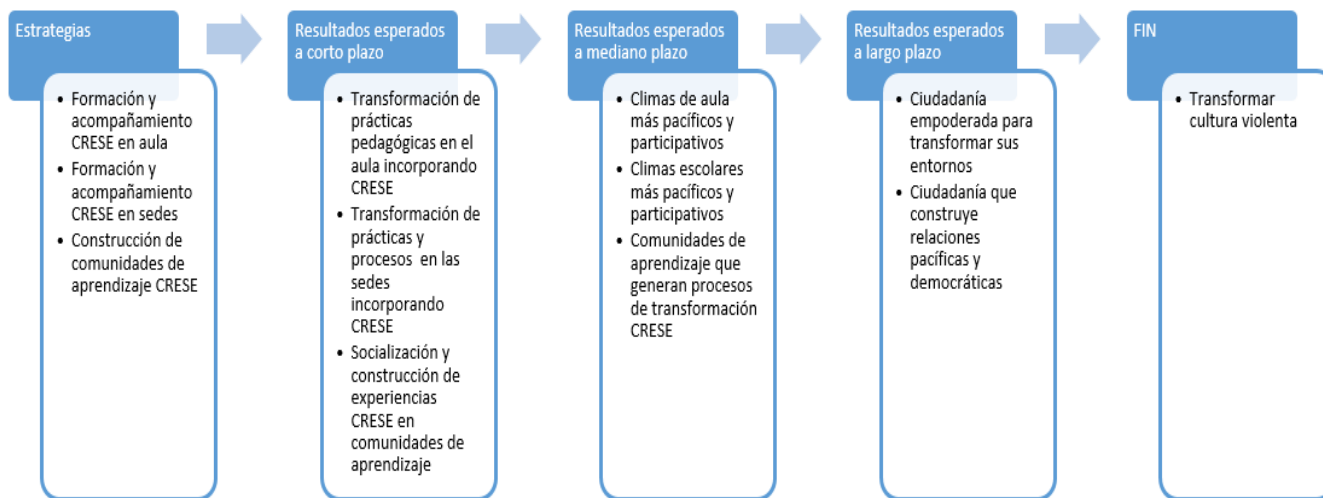 Estrategias
• Formación y
acompañamiento
CRESE en aula
• Formación y
acompañamiento
CRESE en sedes
• Construcción de
comunidades de
aprendizaje CRESE
Resultados esperados
a corto plazo
• Transformación de
prácticas
pedagógicas en el
aula incorporando
CRESE
• Transformación de
prácticas y
procesos en las
sedes
incorporando
CRESE
• Socialización y
construcción de
experiencias
CRESE en
comunidades de
aprendizaje
Resultados esperados
a mediano plazo
• Climas de aula
más pacíficos y
participativos
• Climas escolares
más pacíficos y
participativos
• Comunidades de
aprendizaje que
generan procesos
de transformación
CRESE
Resultados esperados
a largo plazo
• Ciudadanía
empoderada para
transformar sus
entornos
• Ciudadanía que
construye
relaciones
pacíficas y
democráticas
FIN
• Transformar
cultura violenta